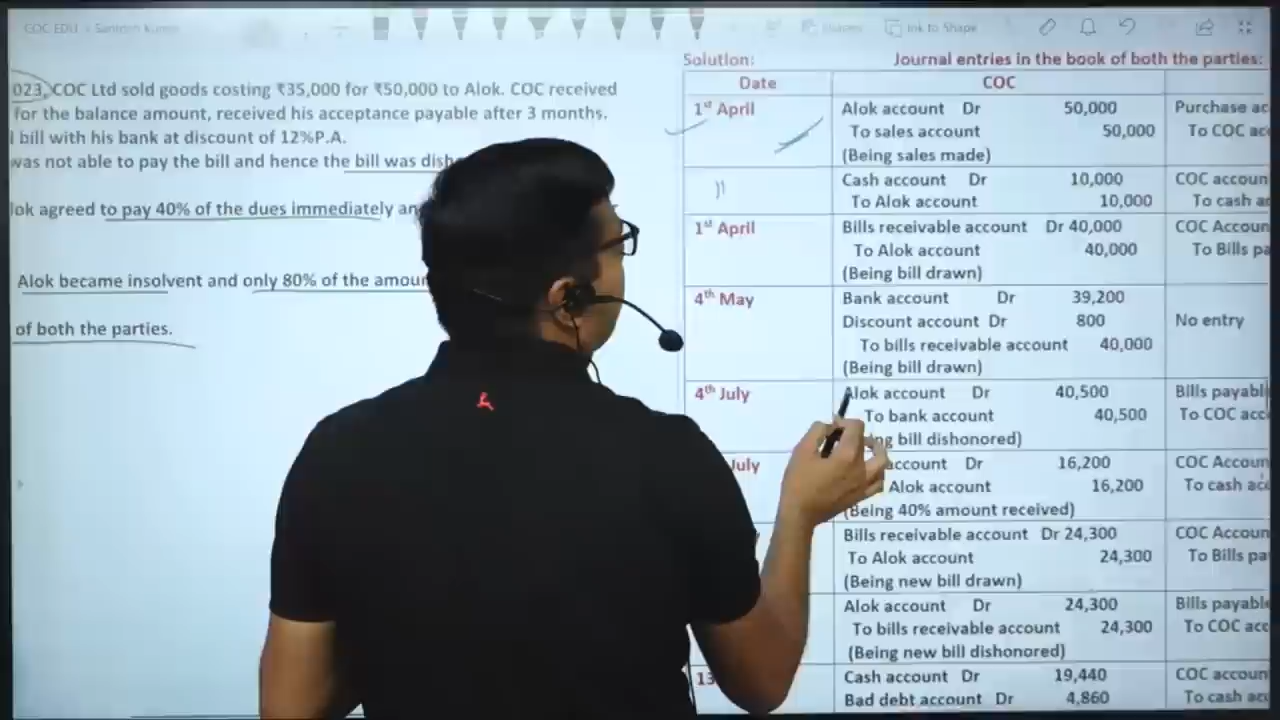 COC EDU - Santosh Kumar
Shapes
Ink to Shape
023, COC Ltd sold goods costing ₹35,000 for ₹50,000 to Alok. COC received
for the balance amount, received his acceptance payable after 3 months.
l bill with his bank at discount of 12%P.A.
was not able to pay the bill and hence the bill was dish
lok agreed to pay 40% of the dues immediately an
Alok became insolvent and only 80% of the amoun
of both the parties.
Solution: Journal entries in the book of both the parties:
Date COC
1st April Alok account Dr 50,000 Purchase ac
To sales account 50,000 To COC ac
(Being sales made)
Cash account Dr 10,000 COC accoun
To Alok account 10,000 To cash ac
1st April Bills receivable account Dr 40,000 COC Accoun
To Alok account 40,000 To Bills pa
(Being bill drawn)
4th May Bank account Dr 39,200
Discount account Dr 800 No entry
To bills receivable account 40,000
(Being bill drawn)
4th July Alok account Dr 40,500 Bills payabl
To bank account 40,500 To COC acc
ng bill dishonored)
July account Dr 16,200 COC Accoun
Alok account 16,200 To cash acc
(Being 40% amount received)
Bills receivable account Dr 24,300 COC Accoun
To Alok account 24,300 To Bills pa
(Being new bill drawn)
Alok account Dr 24,300 Bills payable
To bills receivable account 24,300 To COC acc
(Being new bill dishonored)
13 Cash account Dr 19,440 COC accoun
Bad debt account Dr 4,860 To cash acc